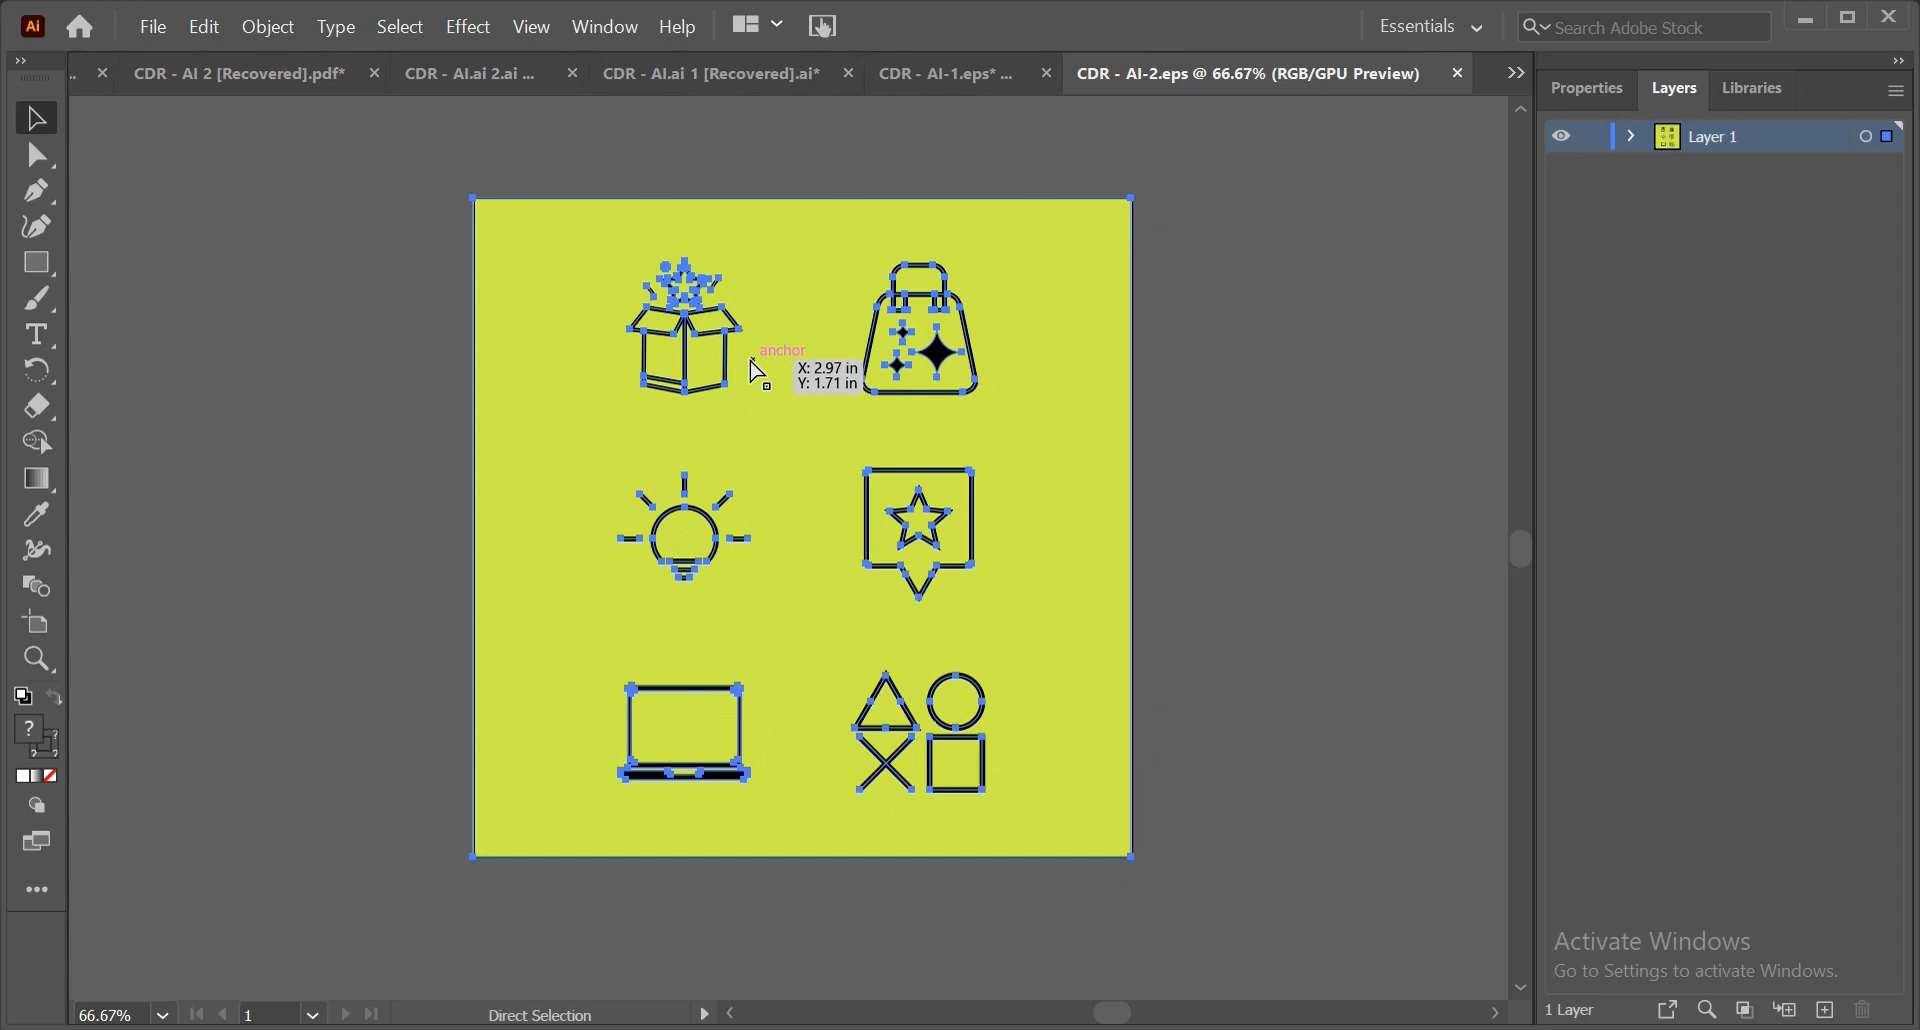 Ai File Edit Object Type Select Effect View Window Help Essentials Search Adobe Stock
.. CDR - AI 2 [Recovered].pdf* CDR - AI.ai 2.ai ... CDR - AI.ai 1 [Recovered].ai* CDR - AI-1.eps* ... CDR - AI-2.eps @ 66.67% (RGB/GPU Preview)
Properties Layers Libraries
Layer 1
anchor
X: 2.97 in
Y: 1.71 in
T
?
?
?
Activate Windows
Go to Settings to activate Windows.
66.67% 1 Direct Selection 1 Layer